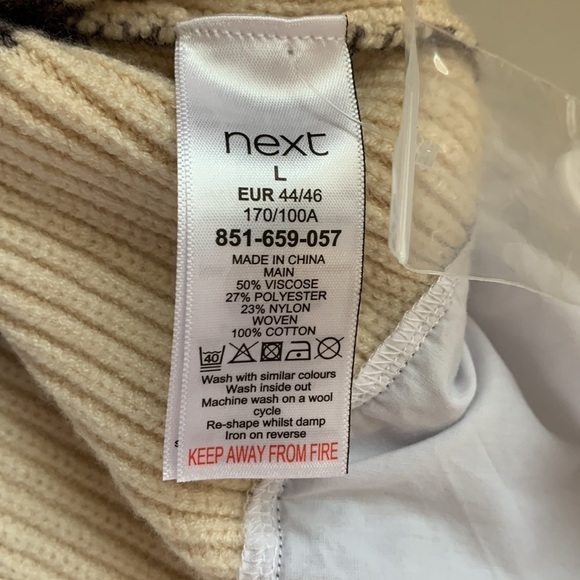 next
L
EUR 44/46
170/100A
851-659-057
MADE IN CHINA
MAIN
50% VISCOSE
27% POLYESTER
23% NYLON
WOVEN
100% COTTON
40
Wash with similar colours
Wash inside out
Machine wash on a wool
cycle
Re-shape whilst damp
Iron on reverse
KEEP AWAY FROM FIRE